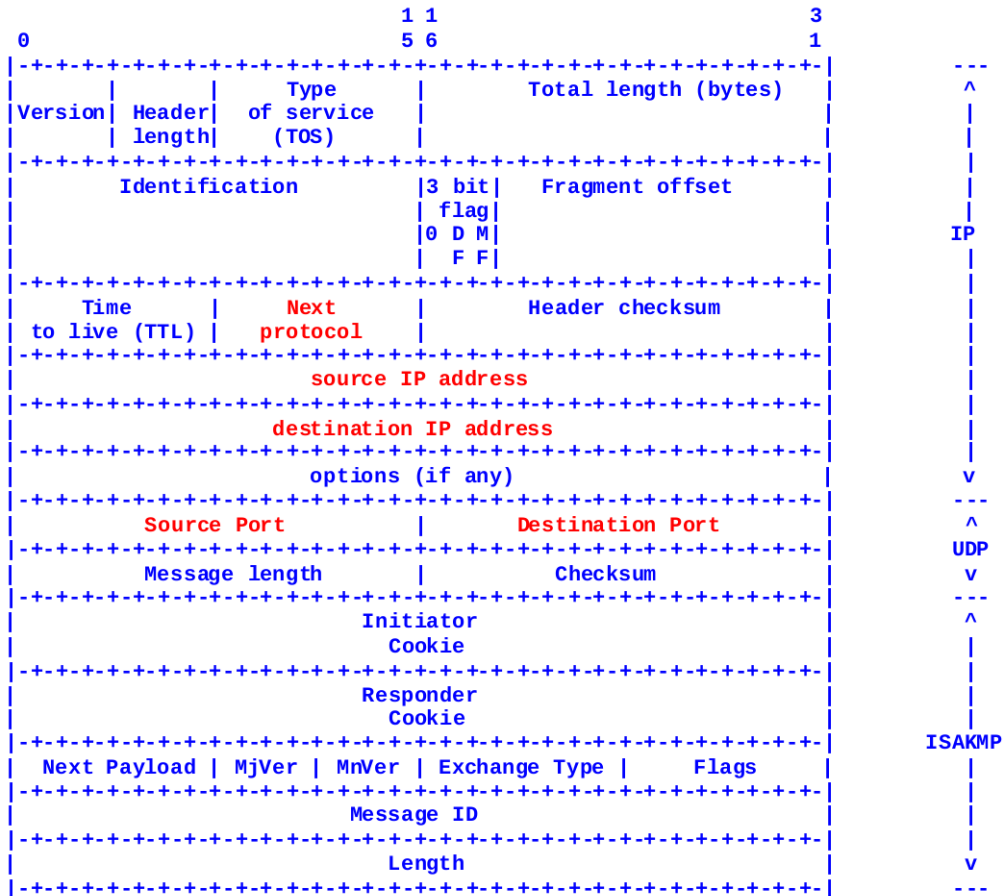 1 1 3
0 5 6 1
|-+-+-+-+-+-+-+-+-+-+-+-+-+-+-+-+-+-+-+-+-+-+-+-+-+-+-+-+-+-+-+-| ---
| | | Type | Total length (bytes) | ^
|Version| Header| of service | | |
| | length| (TOS) | | |
|-+-+-+-+-+-+-+-+-+-+-+-+-+-+-+-+-+-+-+-+-+-+-+-+-+-+-+-+-+-+-+-| |
| Identification |3 bit| Fragment offset | |
| | flag| | |
| |0 D M| | IP
| | F F| | |
|-+-+-+-+-+-+-+-+-+-+-+-+-+-+-+-+-+-+-+-+-+-+-+-+-+-+-+-+-+-+-+-| |
| Time | Next | Header checksum | |
| to live (TTL) | protocol | | |
|-+-+-+-+-+-+-+-+-+-+-+-+-+-+-+-+-+-+-+-+-+-+-+-+-+-+-+-+-+-+-+-| |
| source IP address | |
|-+-+-+-+-+-+-+-+-+-+-+-+-+-+-+-+-+-+-+-+-+-+-+-+-+-+-+-+-+-+-+-| |
| destination IP address | |
|-+-+-+-+-+-+-+-+-+-+-+-+-+-+-+-+-+-+-+-+-+-+-+-+-+-+-+-+-+-+-+-| |
| options (if any) | v
|-+-+-+-+-+-+-+-+-+-+-+-+-+-+-+-+-+-+-+-+-+-+-+-+-+-+-+-+-+-+-+-| ---
| Source Port | Destination Port | ^
|-+-+-+-+-+-+-+-+-+-+-+-+-+-+-+-+-+-+-+-+-+-+-+-+-+-+-+-+-+-+-+-| UDP
| Message length | Checksum | v
|-+-+-+-+-+-+-+-+-+-+-+-+-+-+-+-+-+-+-+-+-+-+-+-+-+-+-+-+-+-+-+-| ---
| Initiator | ^
| Cookie | |
|-+-+-+-+-+-+-+-+-+-+-+-+-+-+-+-+-+-+-+-+-+-+-+-+-+-+-+-+-+-+-+-| |
| Responder | |
| Cookie | |
|-+-+-+-+-+-+-+-+-+-+-+-+-+-+-+-+-+-+-+-+-+-+-+-+-+-+-+-+-+-+-+-| ISAKMP
| Next Payload | MjVer | MnVer | Exchange Type | Flags | |
|-+-+-+-+-+-+-+-+-+-+-+-+-+-+-+-+-+-+-+-+-+-+-+-+-+-+-+-+-+-+-+-| |
| Message ID | |
|-+-+-+-+-+-+-+-+-+-+-+-+-+-+-+-+-+-+-+-+-+-+-+-+-+-+-+-+-+-+-+-| |
| Length | v
|-+-+-+-+-+-+-+-+-+-+-+-+-+-+-+-+-+-+-+-+-+-+-+-+-+-+-+-+-+-+-+-| ---